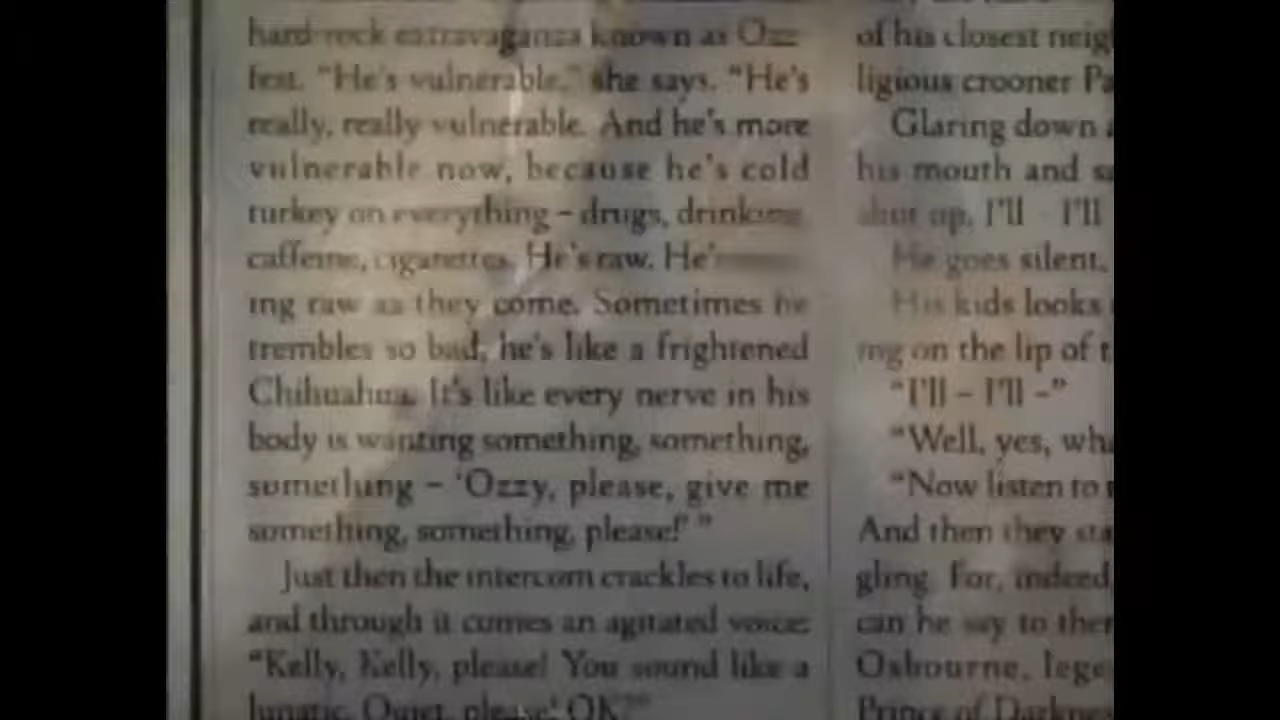 hard-rock extravaganza known as Ozz-
fest. “He’s vulnerable,” she says. “He’s
really, really vulnerable. And he’s more
vulnerable now, because he’s cold
turkey on everything – drugs, drinking,
caffeine, cigarettes. He’s raw. He’s
ing raw as they come. Sometimes he
trembles so bad, he’s like a frightened
Chihuahua. It’s like every nerve in his
body is wanting something, something,
something – ‘Ozzy, please, give me
something, something, please!’ ”
Just then the intercom crackles to life,
and through it comes an agitated voice:
“Kelly, Kelly, please! You sound like a
lunatic. Quiet, please! OK?”
of his closest neigh
ligious crooner Pa
Glaring down
his mouth and
shut up, I’ll – I’ll
He goes silent.
His kids looks
ing on the lip of
“I’ll – I’ll –”
“Well, yes, wha
“Now listen to
And then they sta
gling. For, indeed,
can he say to
Osbourne, lege
Prince of Darkness